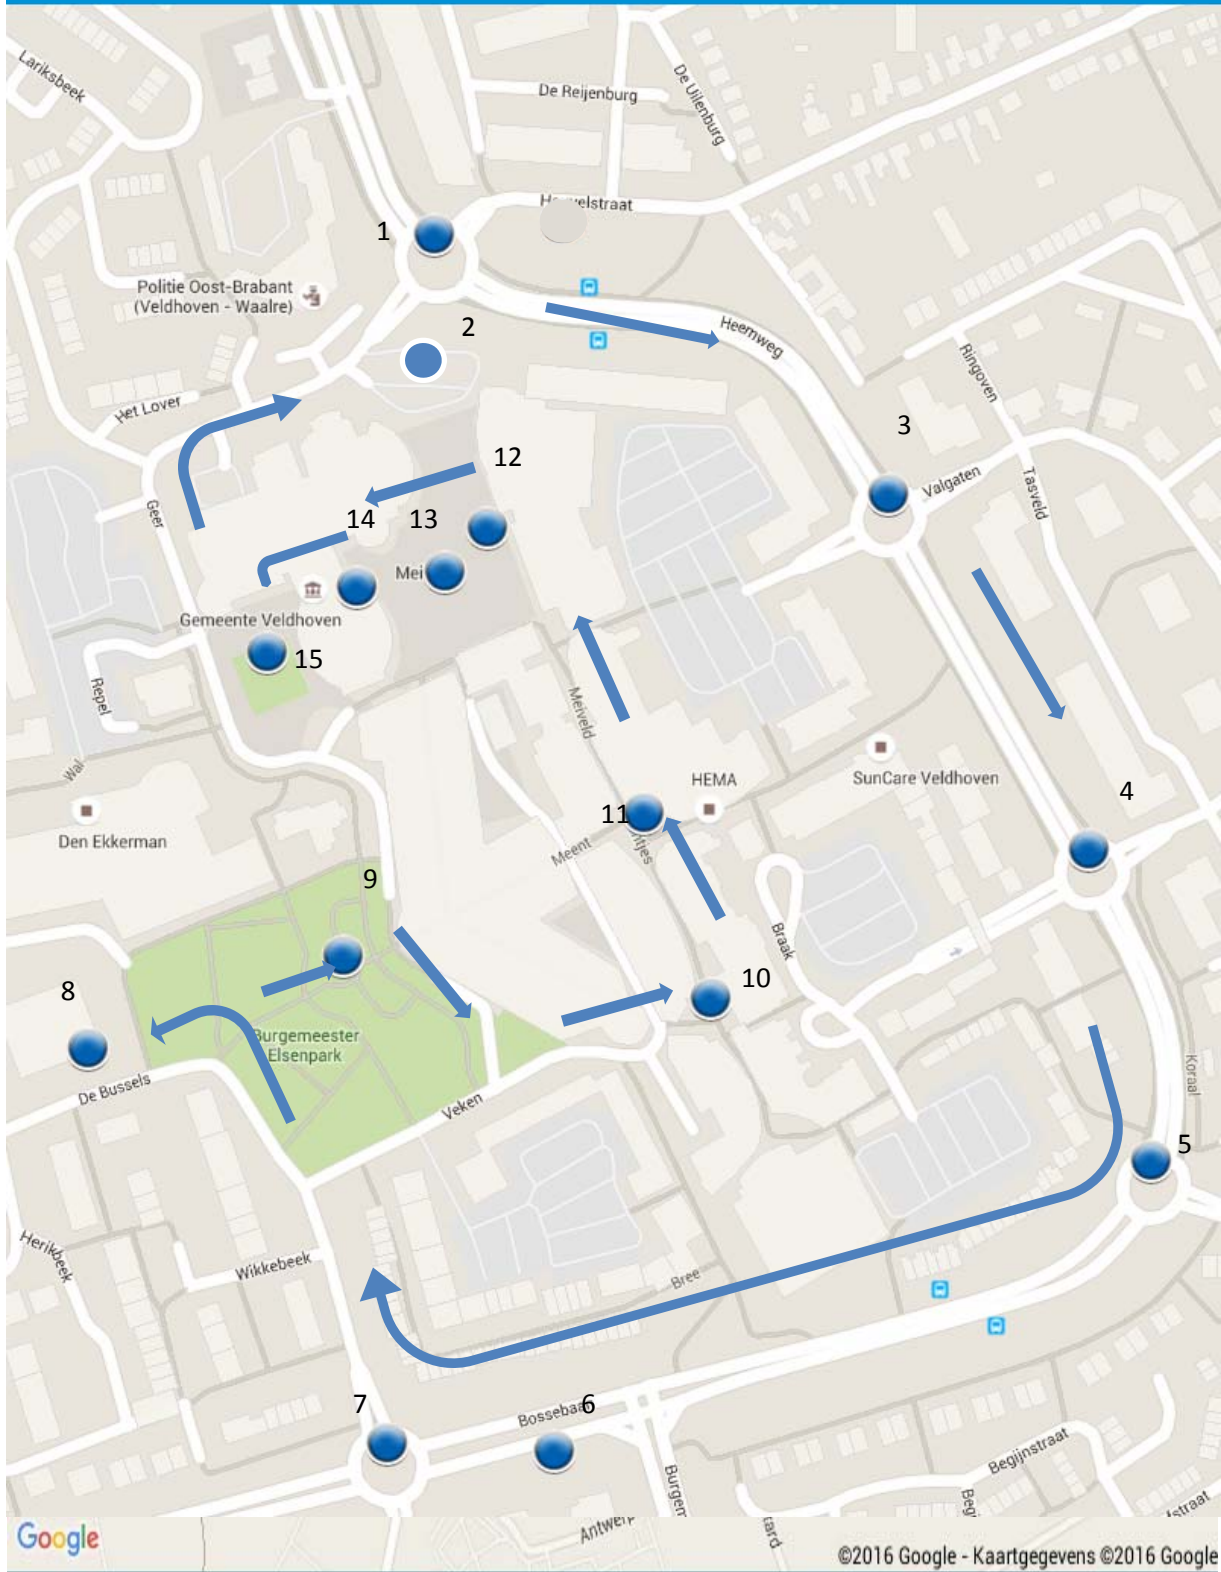 Lariksbeek
De Reijenburg
De Uilenburg
1
Politie Oost-Brabant
(Veldhoven - Waalre)
2
Heemweg
Ringoven
Het Lover
3
Valgaten
Tasveld
12
Geer
14
13
Mei
Gemeente Veldhoven
15
Repel
Meiveld
Wal
HEMA
SunCare Veldhoven
4
Den Ekkerman
11
Meent
9
Braak
8
10
Burgemeester
Elsenpark
De Bussels
Veken
Koraal
5
Herikbeek
Wikkebeek
Bree
7
6
Begijnstraat
Google
©2016 Google - Kaartgegevens ©2016 Google